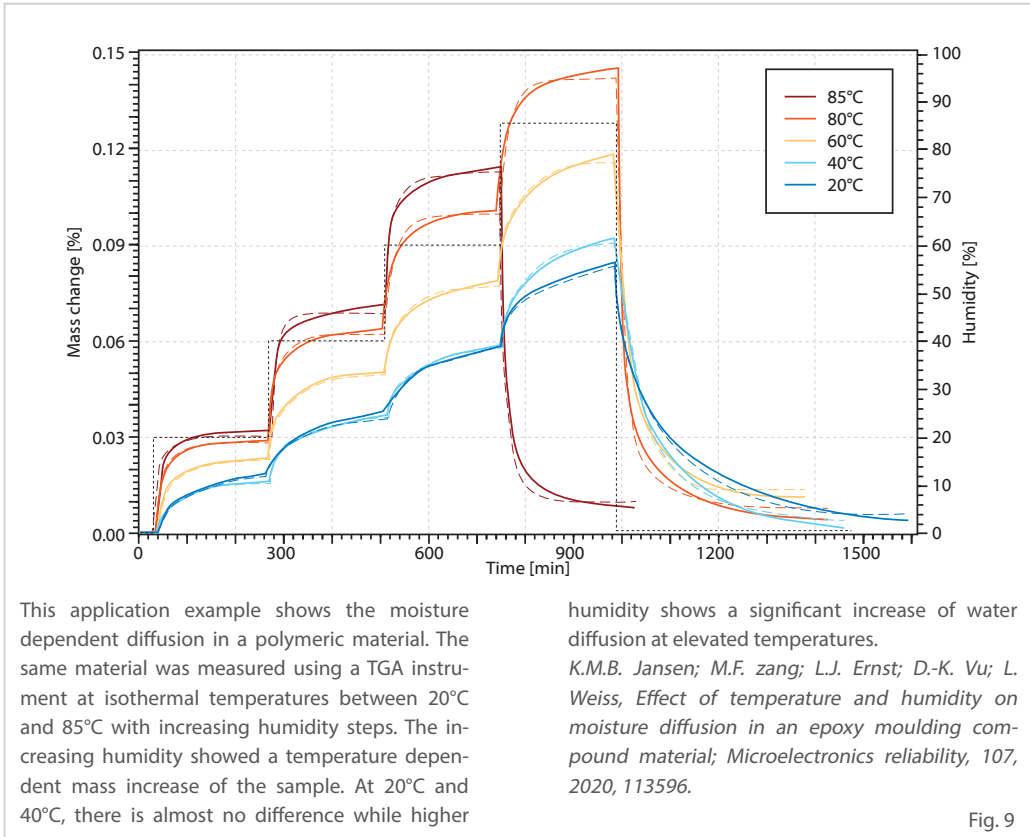 0.15
0.12
0.09
0.06
0.03
0.00
Mass change [%]
100
90
80
70
60
50
40
30
20
10
0
Humidity [%]
85°C
80°C
60°C
40°C
20°C
0
300
600
900
1200
1500
Time [min]
This application example shows the moisture
dependent diffusion in a polymeric material. The
same material was measured using a TGA instru-
ment at isothermal temperatures between 20°C
and 85°C with increasing humidity steps. The in-
creasing humidity showed a temperature depen-
dent mass increase of the sample. At 20°C and
40°C, there is almost no difference while higher
humidity shows a significant increase of water
diffusion at elevated temperatures.
K.M.B. Jansen; M.F. zang; L.J. Ernst; D.-K. Vu; L.
Weiss, Effect of temperature and humidity on
moisture diffusion in an epoxy moulding com-
pound material; Microelectronics reliability, 107,
2020, 113596.
Fig. 9